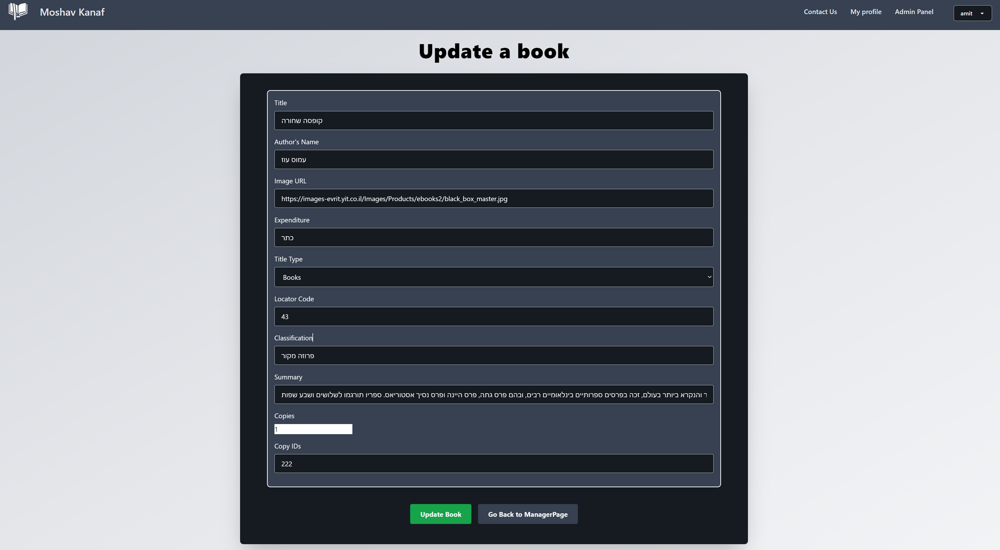 Moshav Kanaf
Contact Us
My profile
Admin Panel
amit
Update a book
Title
קופסה שחורה
Author's Name
עמוס עוז
Image URL
https://images-evrit.yit.co.il/Images/Products/ebooks2/black_box_master.jpg
Expenditure
כתר
Title Type
Books
Locator Code
43
Classification
פרוזה מקור
Summary
ר והנקרא ביותר בעולם, זכה בפרסים ספרותיים בינלאומיים רבים, ובהם פרס גתה, פרס היינה ופרס נסיך אסטוריאס. ספריו תורגמו לשלושים ושבע שפות
Copies
1
Copy IDs
222
Update Book
Go Back to ManagerPage